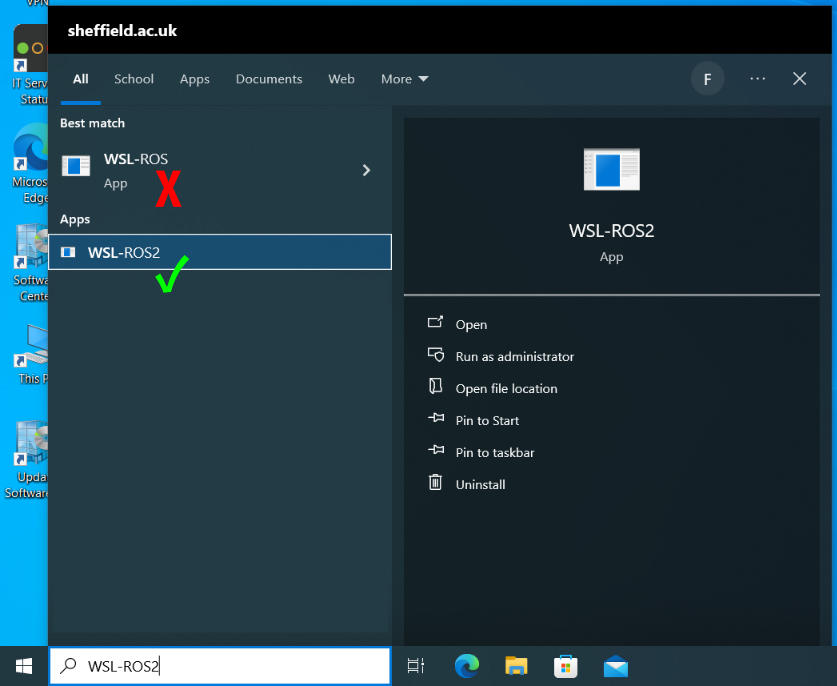 VPN
sheffield.ac.uk
All School Apps Documents Web More F ...
IT Serv
Statu
Best match
WSL-ROS
App
X
Micros
Edge
Apps
WSL-ROS2
WSL-ROS2
App
Softwa
Cente
Open
Run as administrator
This P
Open file location
Pin to Start
Pin to taskbar
Upda
Software
Uninstall
WSL-ROS2